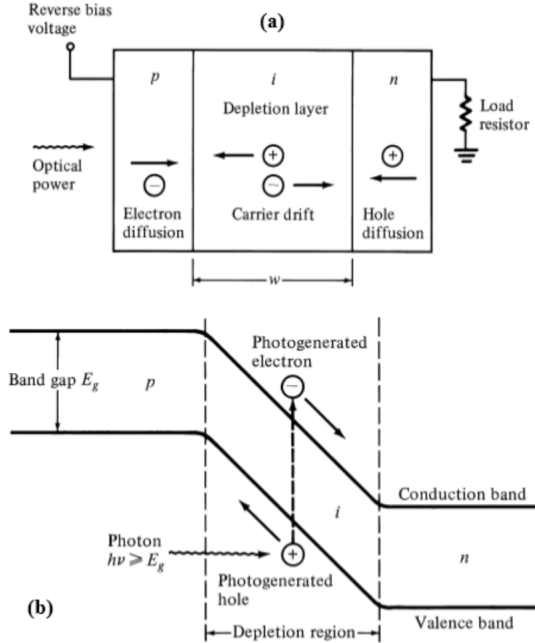 Reverse bias
voltage
(a)
p
i
n
Depletion layer
Load
resistor
+
+
Optical
power
−
−
Electron
diffusion
Carrier drift
Hole
diffusion
w
Photogenerated
electron
−
Band gap Eg
p
Conduction band
i
Photon
hν ⩾ Eg
+
n
Photogenerated
hole
(b)
Valence band
Depletion region